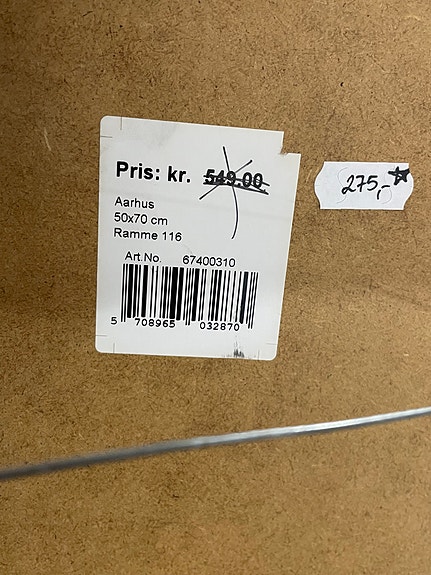 Pris: kr. 549.00
Aarhus
50x70 cm
Ramme 116
Art.No. 67400310
5 708965 032870
275,-